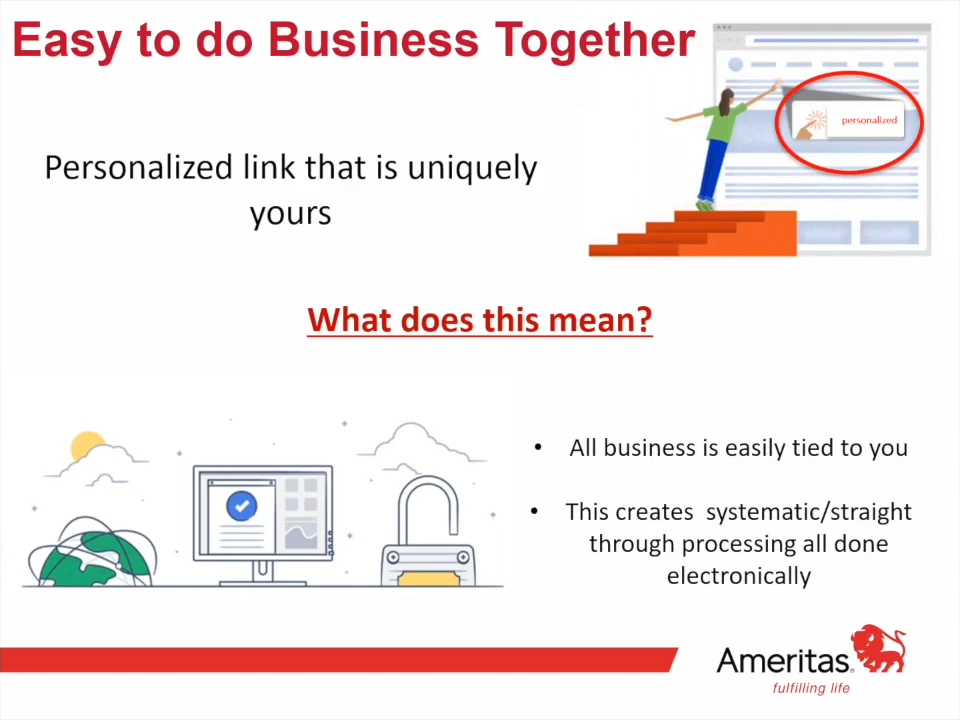 Easy to do Business Together
personalized
Personalized link that is uniquely
yours
What does this mean?
• All business is easily tied to you
• This creates systematic/straight
through processing all done
electronically
Ameritas®
fulfilling life